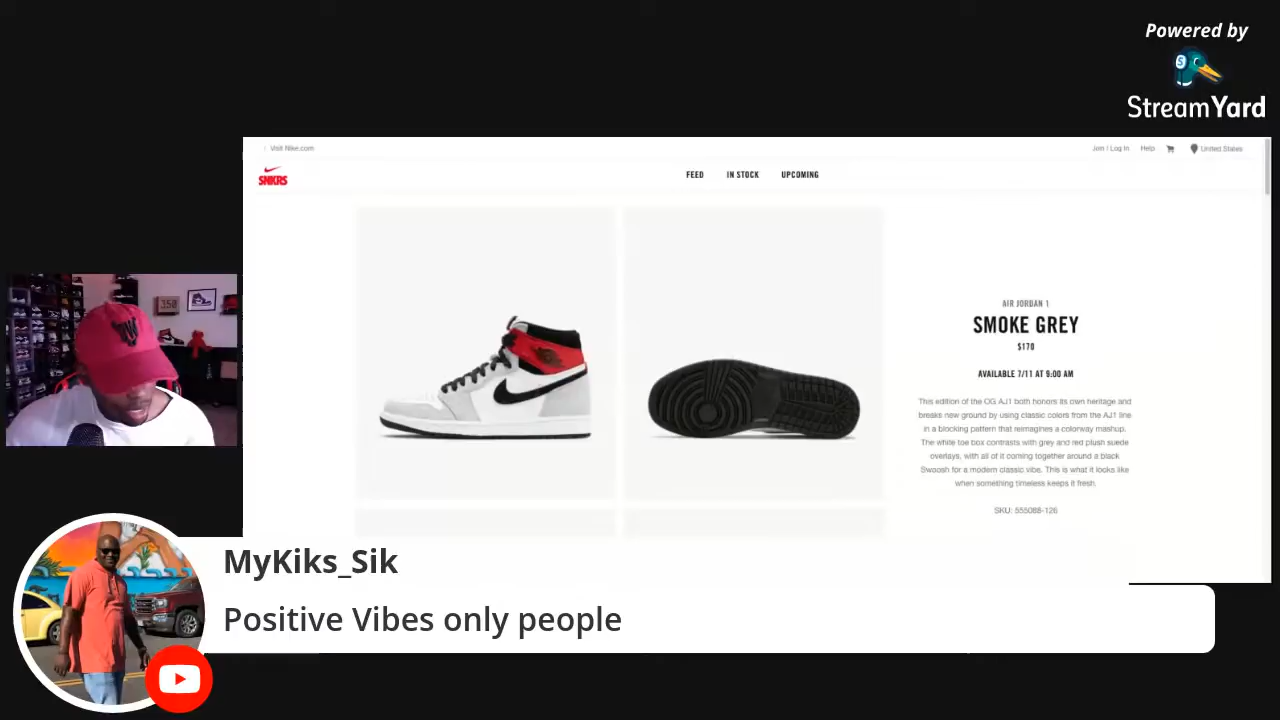 Powered by
StreamYard
Visit Nike.com
Join / Log In
Help
United States
SNKRS
FEED
IN STOCK
UPCOMING
AIR JORDAN 1
SMOKE GREY
$170
AVAILABLE 7/11 AT 9:00 AM
This edition of the OG AJ1 both honors its own heritage and
breaks new ground by using classic colors from the AJ1 line
in a blocking pattern that reimagines a colorway mashup.
The white toe box contrasts with grey and red plush suede
overlays, with all of it coming together around a black
Swoosh for a modern classic vibe. This is what it looks like
when something timeless keeps it fresh.
SKU: 555088-126
350
MyKiks_Sik
Positive Vibes only people